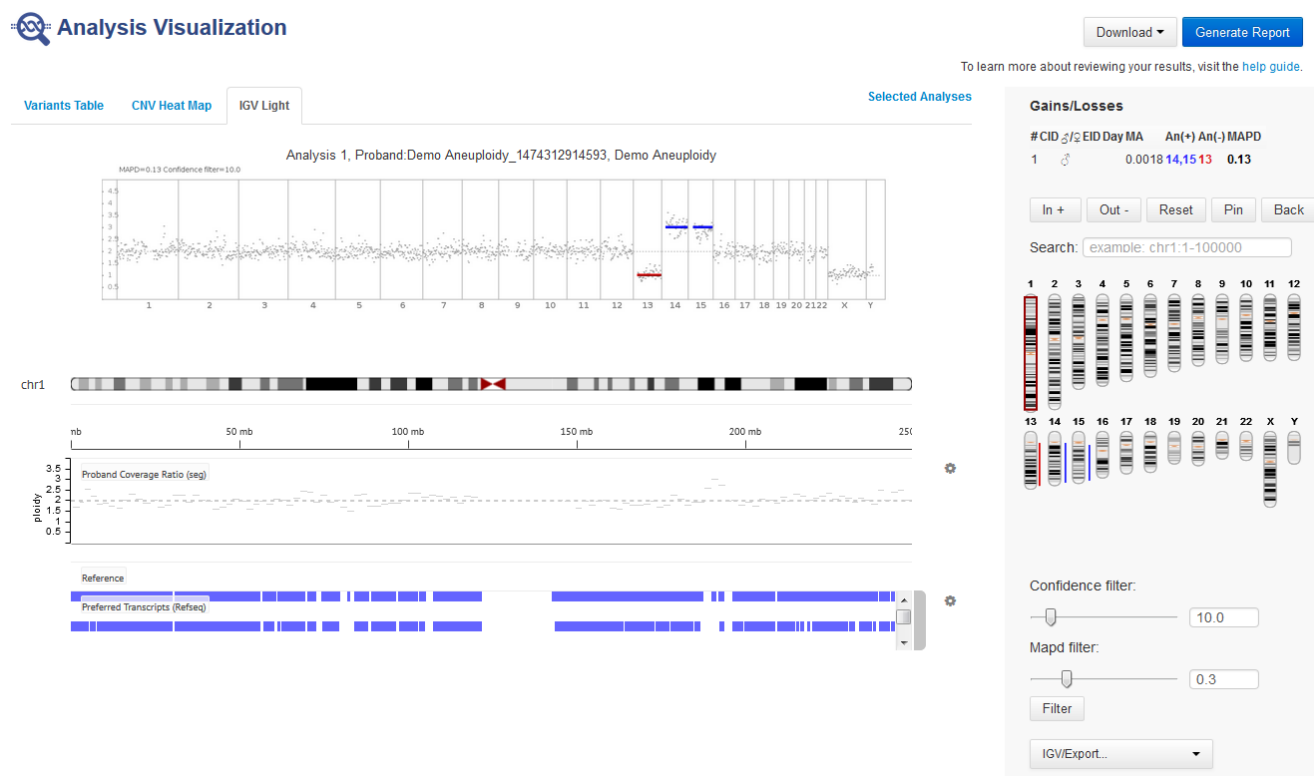 Analysis Visualization
Download
Generate Report
To learn more about reviewing your results, visit the help guide.
Variants Table
CNV Heat Map
IGV Light
Selected Analyses
Analysis 1, Proband:Demo Aneuploidy_1474312914593, Demo Aneuploidy
MAPD=0.13 Confidence filter=10.0
4.5
4
3.5
3
2.5
2
1.5
1
0.5
1 2 3 4 5 6 7 8 9 10 11 12 13 14 15 16 17 18 19 20 21 22 X Y
chr1
mb 50 mb 100 mb 150 mb 200 mb 250
ploidy
3.5
3
2.5
2
1.5
1
0.5
Proband Coverage Ratio (seg)
Reference
Preferred Transcripts (Refseq)
Gains/Losses
# CID ♂/♀ EID Day MA An(+) An(-) MAPD
1 ♂ 0.0018 14,15 13 0.13
In + Out - Reset Pin Back
Search: example: chr1:1-100000
1 2 3 4 5 6 7 8 9 10 11 12
13 14 15 16 17 18 19 20 21 22 X Y
Confidence filter:
10.0
Mapd filter:
0.3
Filter
IGV/Export...